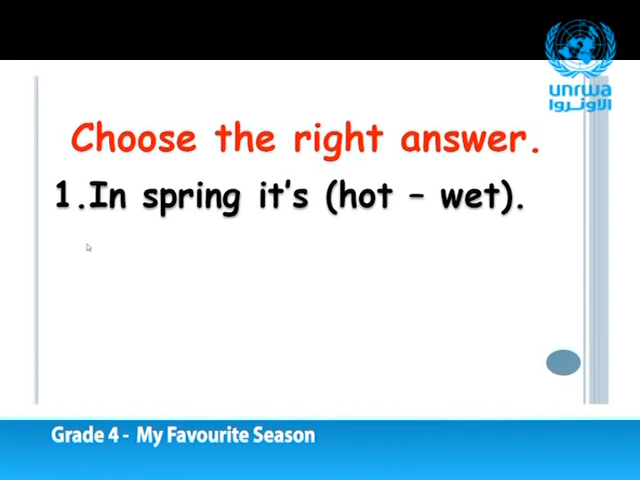 unrwa
الأونروا
Choose the right answer.
1.In spring it's (hot – wet).
Grade 4 - My Favourite Season